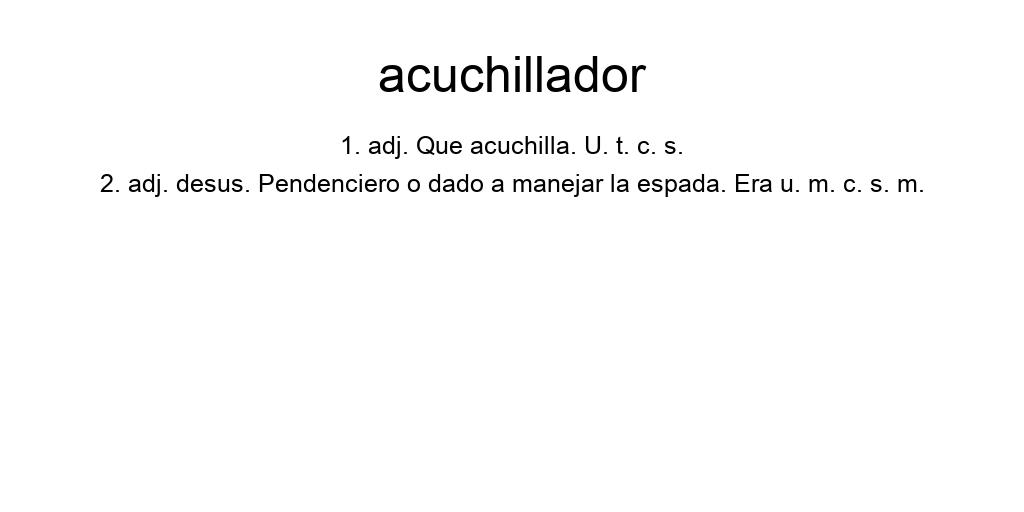 acuchillador
1. adj. Que acuchilla. U. t. c. s.
2. adj. desus. Pendenciero o dado a manejar la espada. Era u. m. c. s. m.